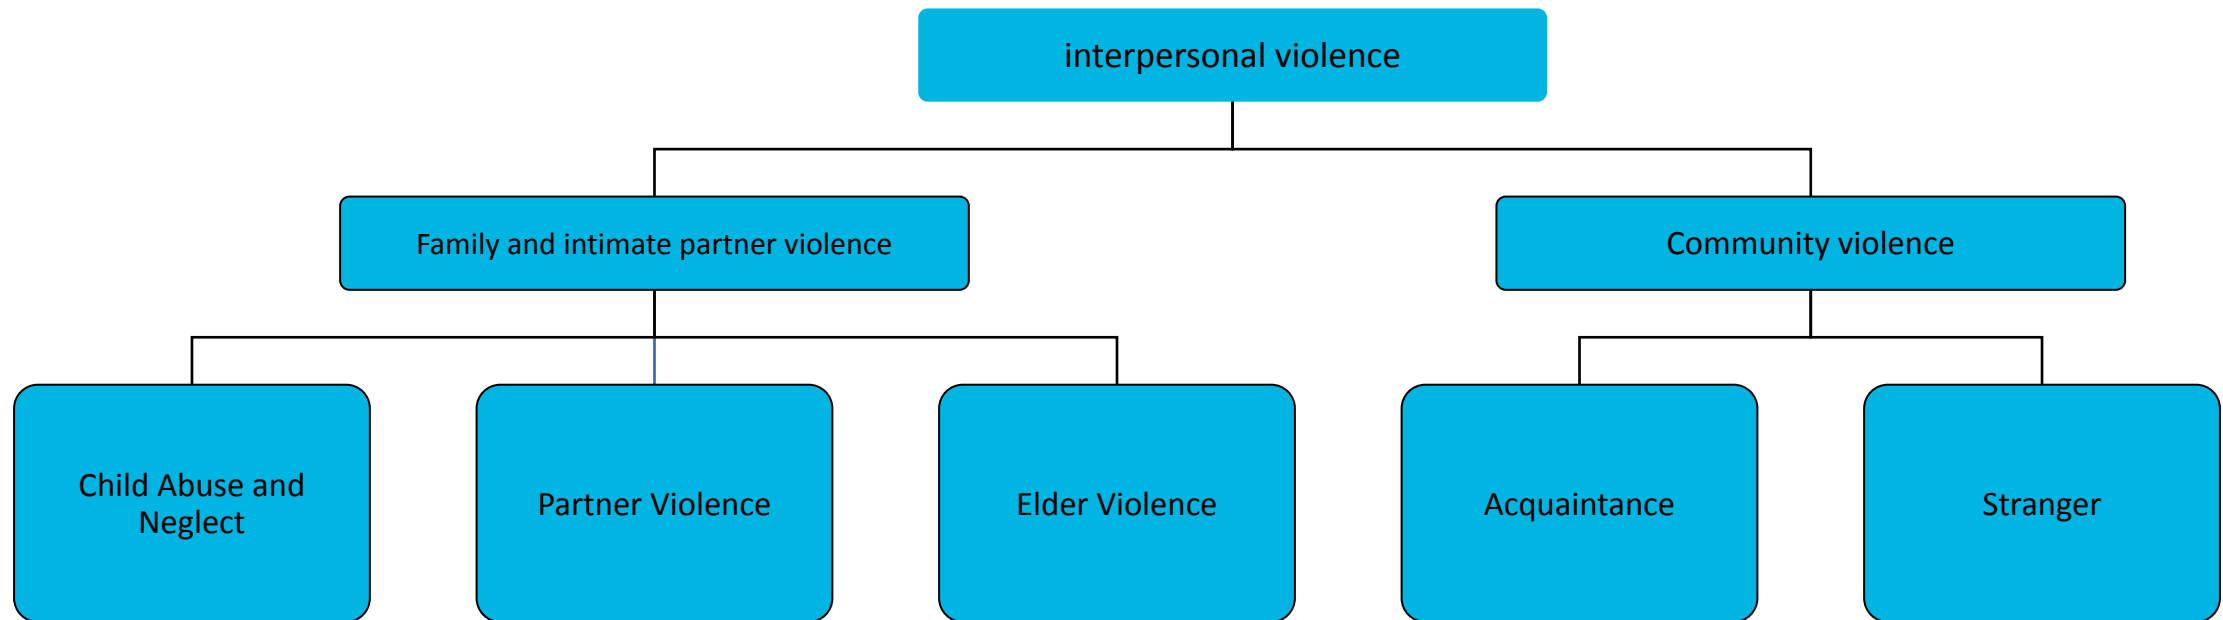 interpersonal violence
Family and intimate partner violence
Community violence
Child Abuse and
Neglect
Partner Violence
Elder Violence
Acquaintance
Stranger